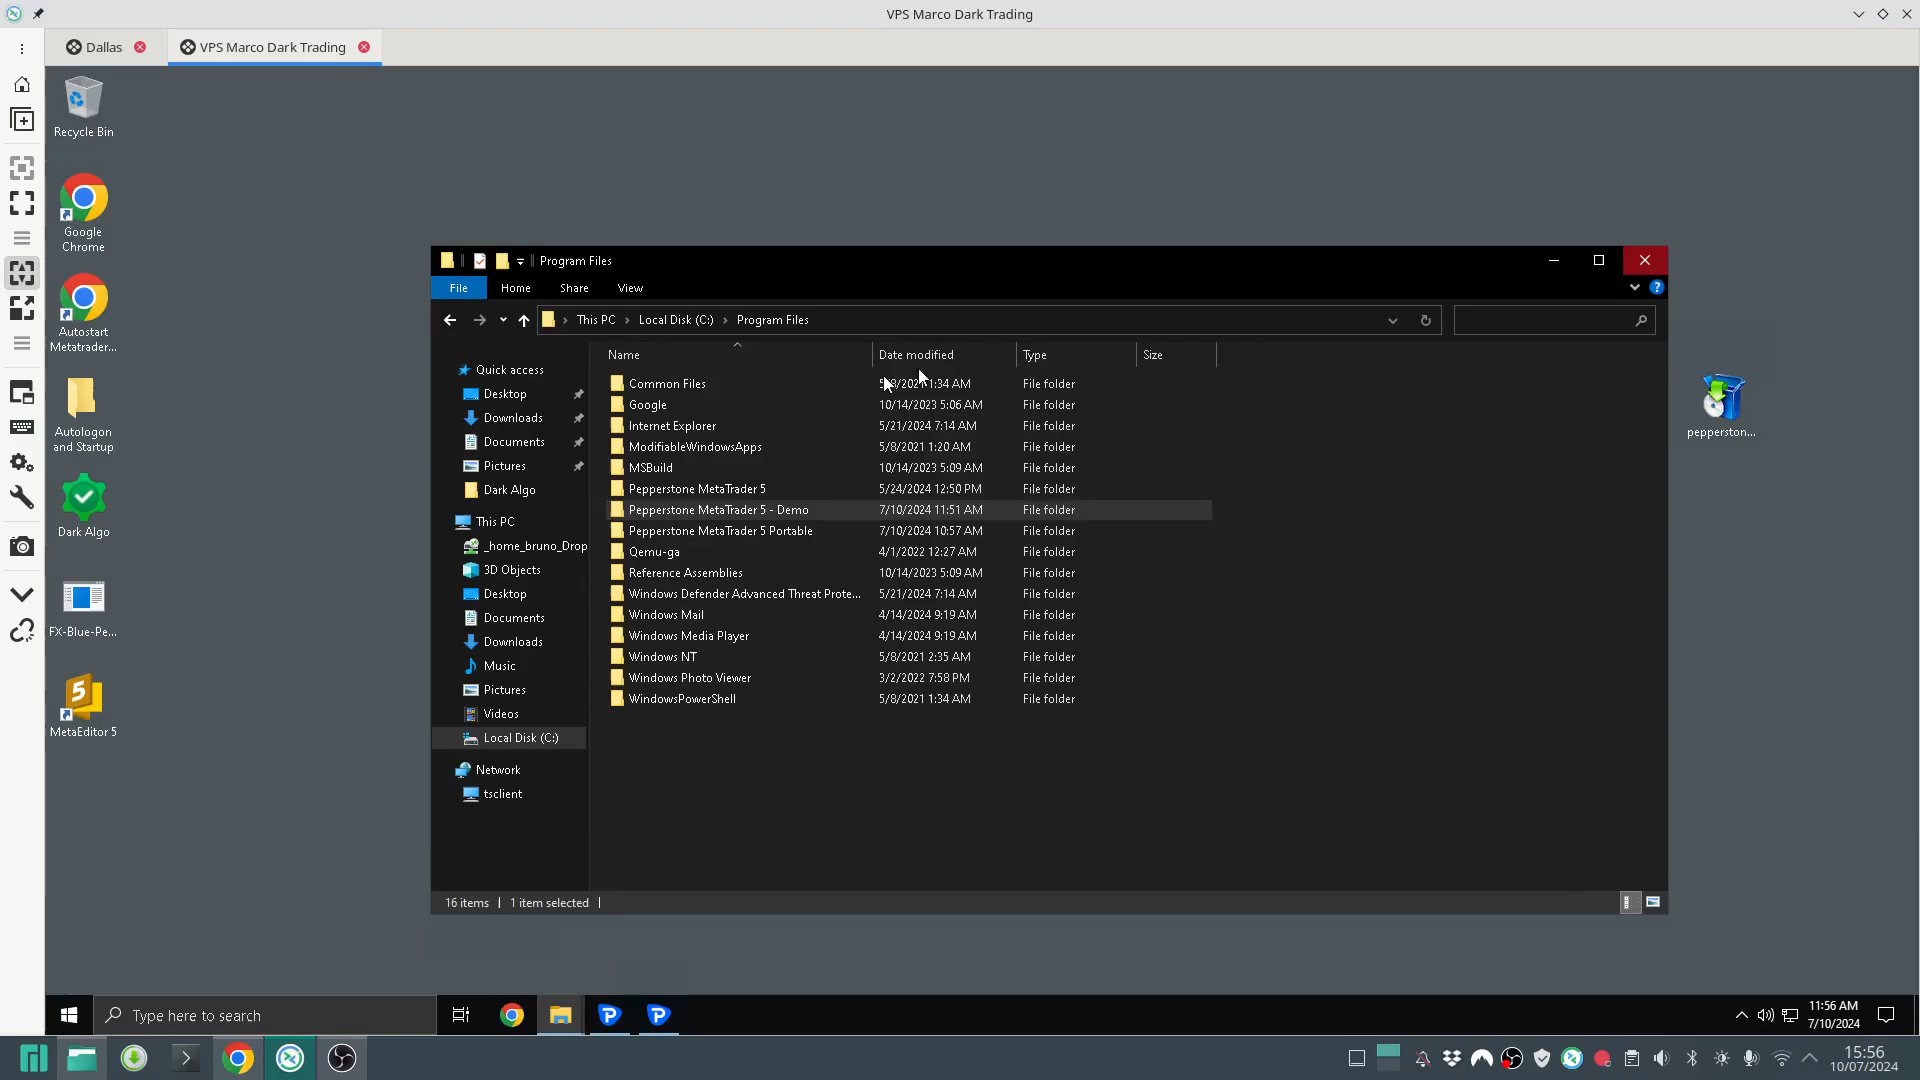 VPS Marco Dark Trading
Dallas
VPS Marco Dark Trading
Recycle Bin
Google
Chrome
Autostart
Metatrader...
Autologon
and Startup
Dark Algo
FX-Blue-Pe...
MetaEditor 5
pepperston...
Program Files
File
Home
Share
View
This PC
Local Disk (C:)
Program Files
Quick access
Desktop
Downloads
Documents
Pictures
Dark Algo
This PC
_home_bruno_Drop
3D Objects
Desktop
Documents
Downloads
Music
Pictures
Videos
Local Disk (C:)
Network
tsclient
Name Date modified Type Size
Common Files 1:34 AM File folder
Google 10/14/2023 5:06 AM File folder
Internet Explorer 5/21/2024 7:14 AM File folder
ModifiableWindowsApps 5/8/2021 1:20 AM File folder
MSBuild 10/14/2023 5:09 AM File folder
Pepperstone MetaTrader 5 5/24/2024 12:50 PM File folder
Pepperstone MetaTrader 5 - Demo 7/10/2024 11:51 AM File folder
Pepperstone MetaTrader 5 Portable 7/10/2024 10:57 AM File folder
Qemu-ga 4/1/2022 12:27 AM File folder
Reference Assemblies 10/14/2023 5:09 AM File folder
Windows Defender Advanced Threat Prote... 5/21/2024 7:14 AM File folder
Windows Mail 4/14/2024 9:19 AM File folder
Windows Media Player 4/14/2024 9:19 AM File folder
Windows NT 5/8/2021 2:35 AM File folder
Windows Photo Viewer 3/2/2022 7:58 PM File folder
WindowsPowerShell 5/8/2021 1:34 AM File folder
16 items
1 item selected
Type here to search
11:56 AM
7/10/2024
15:56
10/07/2024